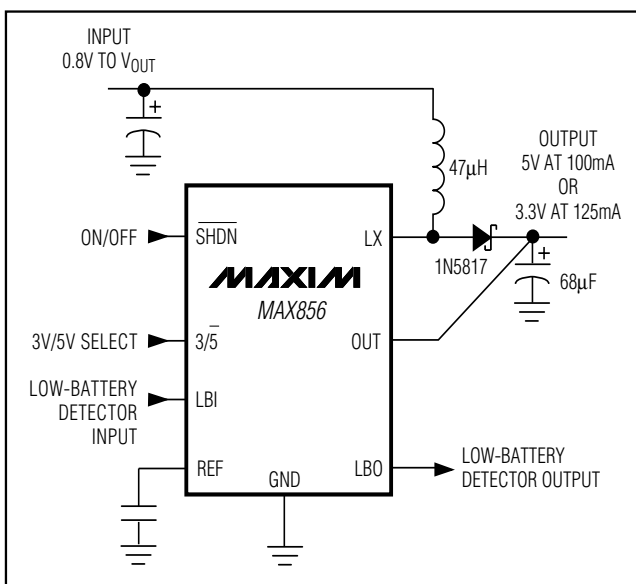 INPUT
0.8V TO VOUT
+
47µH
OUTPUT
5V AT 100mA
OR
3.3V AT 125mA
ON/OFF
SHDN
LX
1N5817
+
68µF
MAXIM
MAX856
3V/5V SELECT
3/5
OUT
LOW-BATTERY
DETECTOR
INPUT
LBI
REF
GND
LBO
LOW-BATTERY
DETECTOR OUTPUT